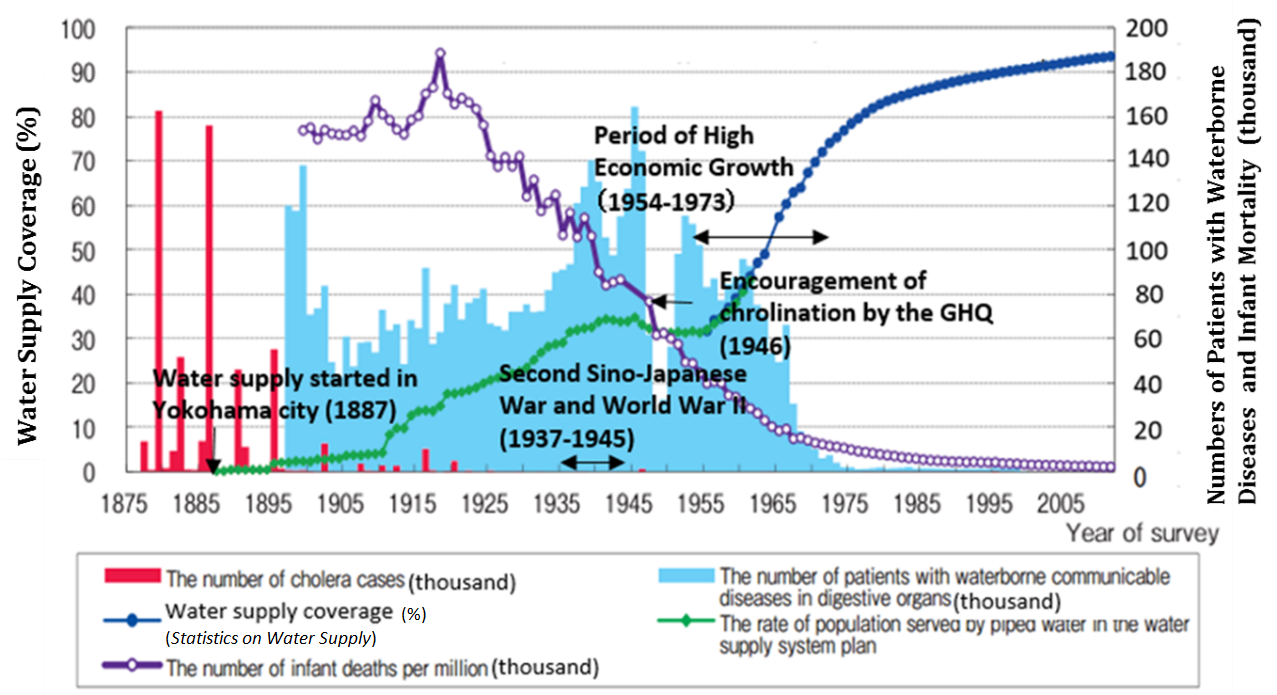 Water Supply Coverage (%)
100
90
80
70
60
50
40
30
20
10
0
200
180
160
140
120
100
80
60
40
20
0
Numbers of Patients with Waterborne
Diseases and Infant Mortality (thousand)
Period of High
Economic Growth
(1954-1973)
Encouragement of
chrolination by the GHQ
(1946)
Water supply started in
Yokohama city (1887)
Second Sino-Japanese
War and World War II
(1937-1945)
1875 1885 1895 1905 1915 1925 1935 1945 1955 1965 1975 1985 1995 2005
Year of survey
The number of cholera cases (thousand)
Water supply coverage (%)
(Statistics on Water Supply)
The number of infant deaths per million (thousand)
The number of patients with waterborne communicable
diseases in digestive organs (thousand)
The rate of population served by piped water in the water
supply system plan